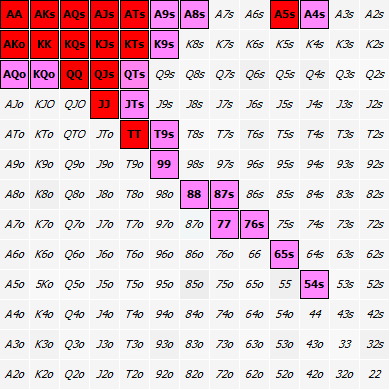 AA AKs AQs AJs ATs A9s A8s A7s A6s A5s A4s A3s A2s
AKo KK KQs KJs KTs K9s K8s K7s K6s K5s K4s K3s K2s
AQo KQo QQ QJs QTs Q9s Q8s Q7s Q6s Q5s Q4s Q3s Q2s
AJo KJO QJO JJ JTs J9s J8s J7s J6s J5s J4s J3s J2s
ATo KTo QTO JTo TT T9s T8s T7s T6s T5s T4s T3s T2s
A9o K9o Q9o J9o T9o 99 98s 97s 96s 95s 94s 93s 92s
A8o K8o Q8o J8o T8o 98o 88 87s 86s 85s 84s 83s 82s
A7o K7o Q7o J7o T7o 97o 87o 77 76s 75s 74s 73s 72s
A6o K6o Q6o J6o T6o 96o 86o 76o 66 65s 64s 63s 62s
A5o 5Ko Q5o J5o T5o 95o 85o 75o 65o 55 54s 53s 52s
A4o K4o Q4o J4o T4o 94o 84o 74o 64o 54o 44 43s 42s
A3o K3o Q3o J3o T3o 93o 83o 73o 63o 53o 43o 33 32s
A2o K2o Q2o J2o T2o 92o 82o 72o 62o 52o 42o 32o 22